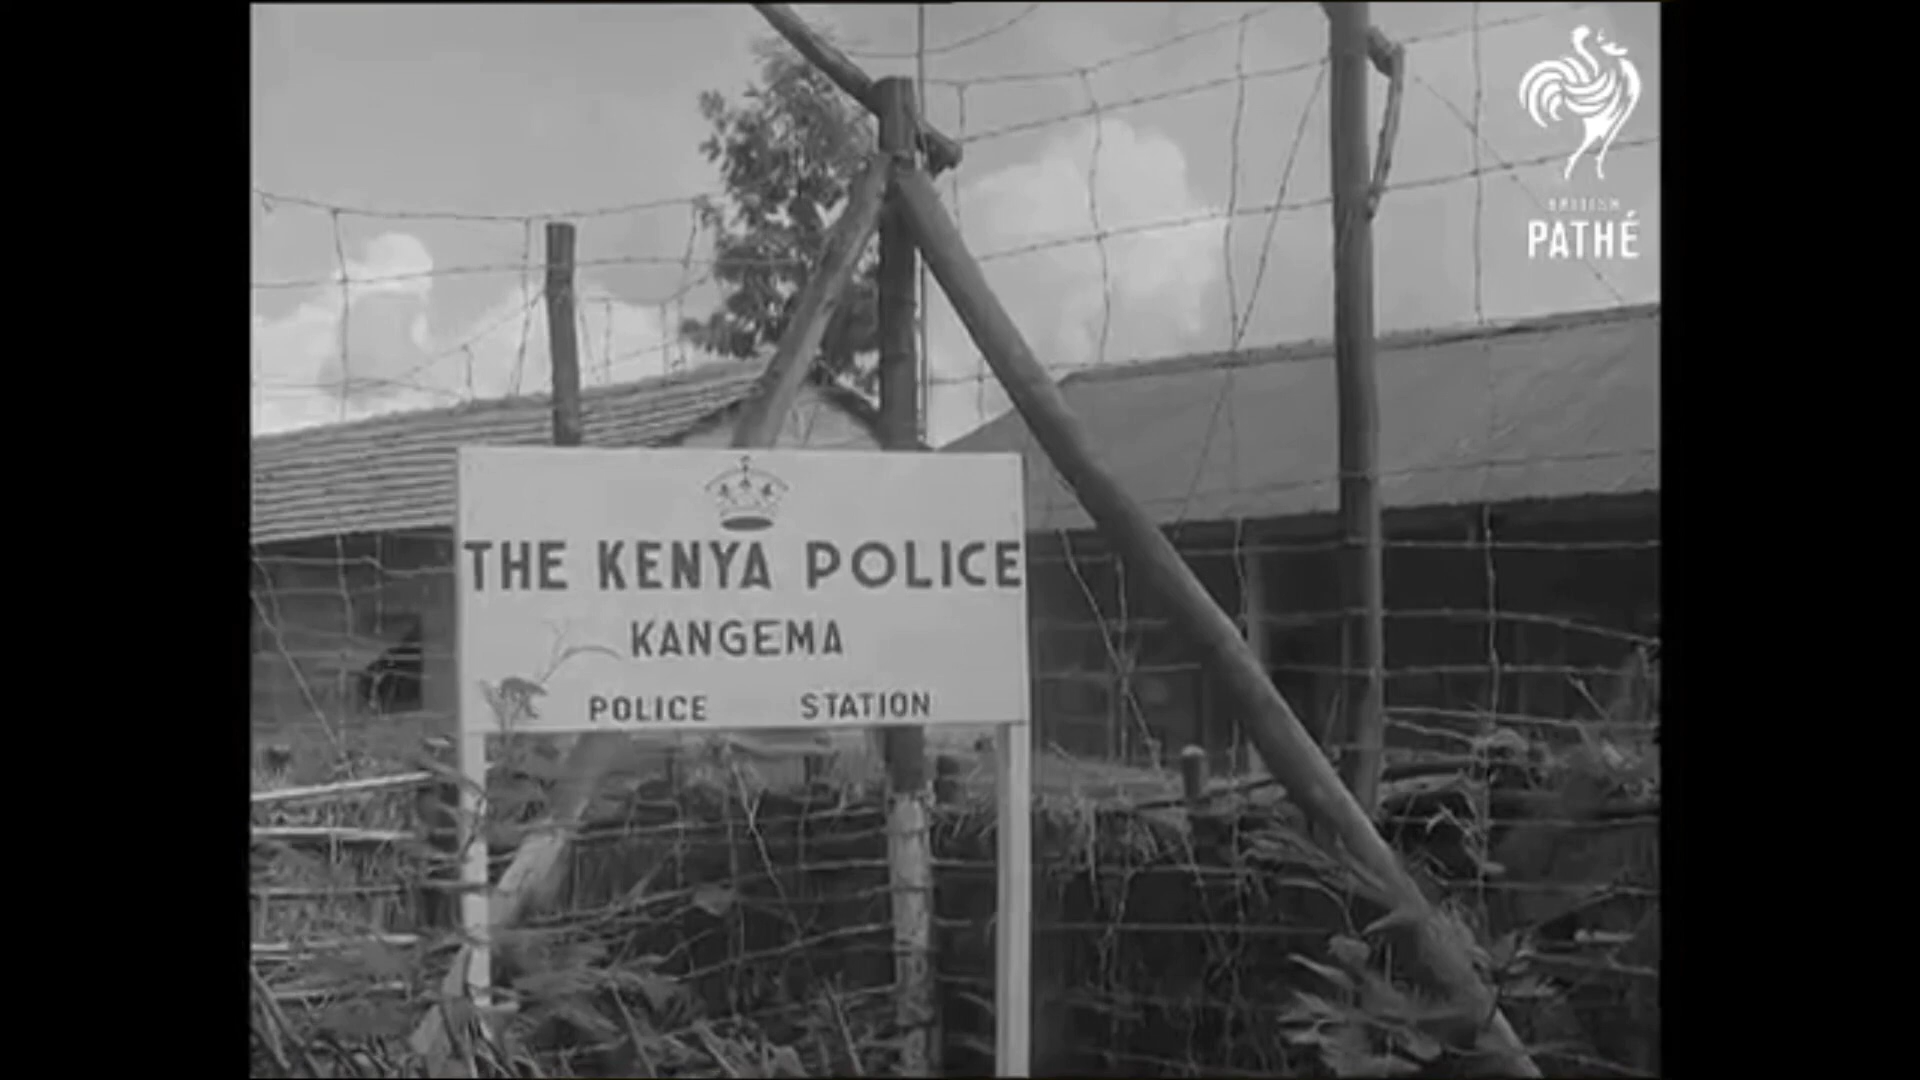 BRITISH
PATHÉ
THE KENYA POLICE
KANGEMA
POLICE STATION